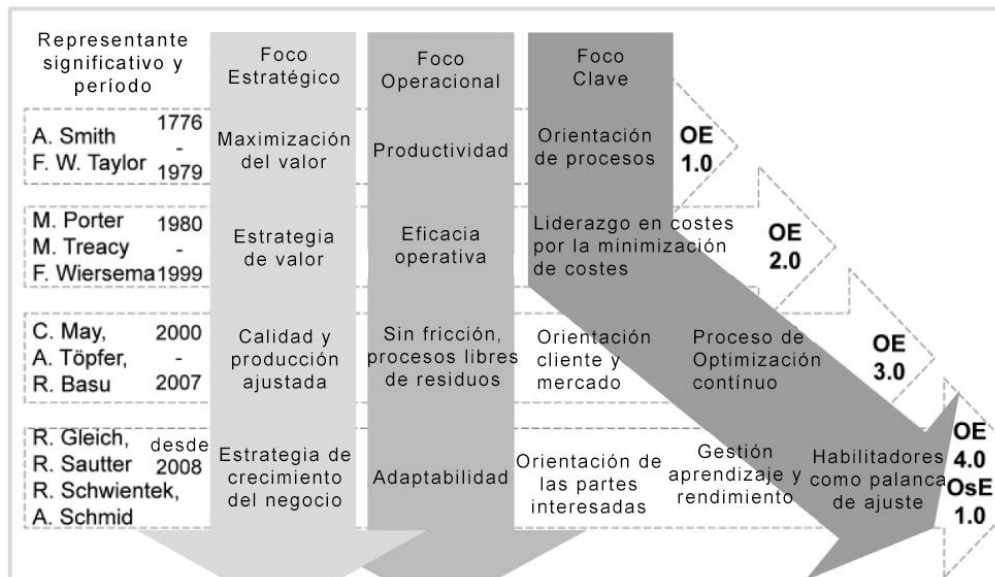 Representante
significativo y
período
Foco
Estratégico
Foco
Operacional
Foco
Clave
A. Smith
F. W. Taylor
1776
-
1979
Maximización
del valor
Productividad
Orientación
de procesos
OE
1.0
M. Porter
M. Treacy
F. Wiersema
1980
-
1999
Estrategia
de valor
Eficacia
operativa
Liderazgo en costes
por la minimización
de costes
OE
2.0
C. May,
A. Töpfer,
R. Basu
2000
-
2007
Calidad y
producción
ajustada
Sin fricción,
procesos libres
de residuos
Orientación
cliente y
mercado
Proceso de
Optimización
contínuo
OE
3.0
R. Gleich,
R. Sautter
R. Schwientek,
A. Schmid
desde
2008
Estrategia de
crecimiento
del negocio
Adaptabilidad
Orientación de
las partes
interesadas
Gestión
aprendizaje y
rendimiento
Habilitadores
como palanca
de ajuste
OE
4.0
OsE
1.0